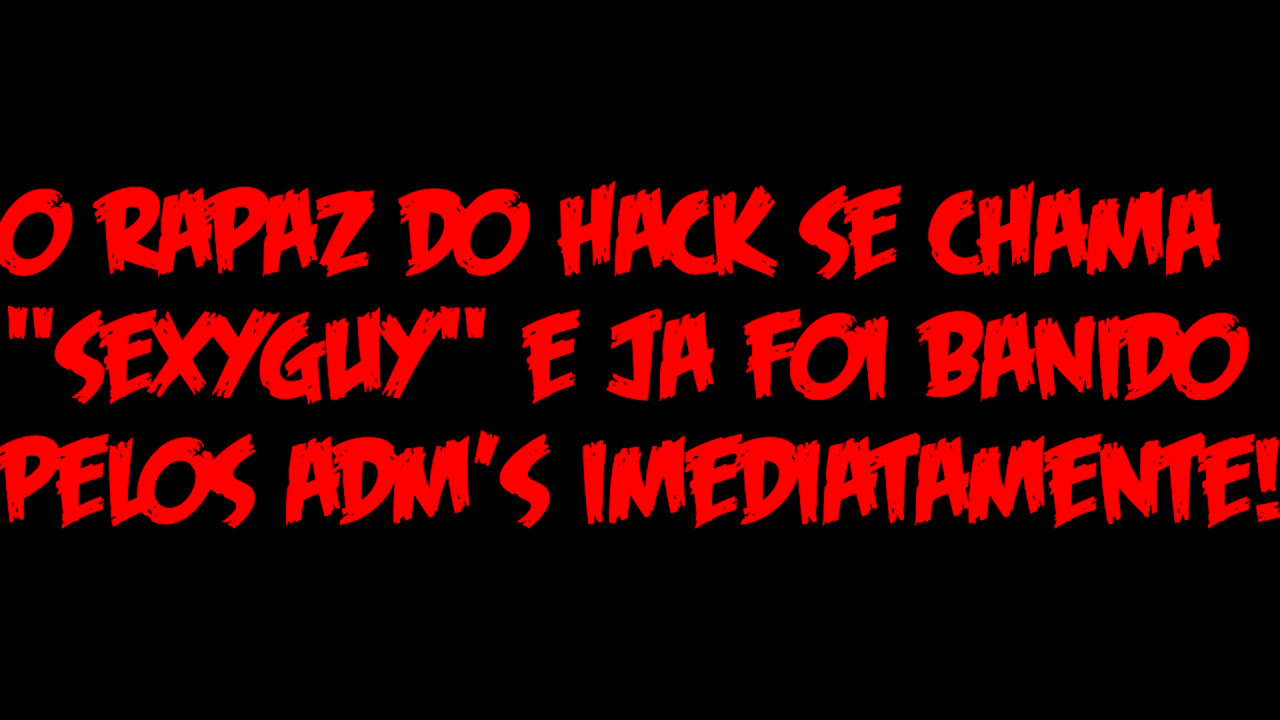 O RAPAZ DO HACK SE CHAMA
"SEXYGUY" E JA FOI BANIDO
PELOS ADM'S IMEDIATAMENTE!